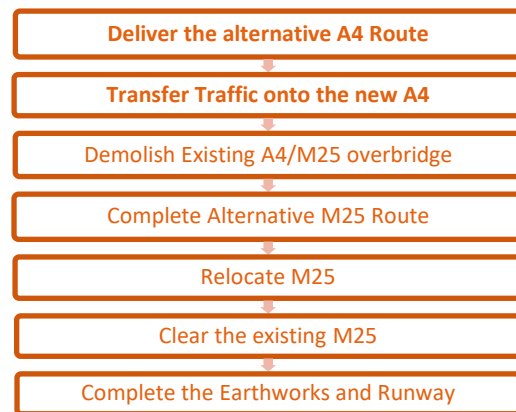 Deliver the alternative A4 Route
Transfer Traffic onto the new A4
Demolish Existing A4/M25 overbridge
Complete Alternative M25 Route
Relocate M25
Clear the existing M25
Complete the Earthworks and Runway